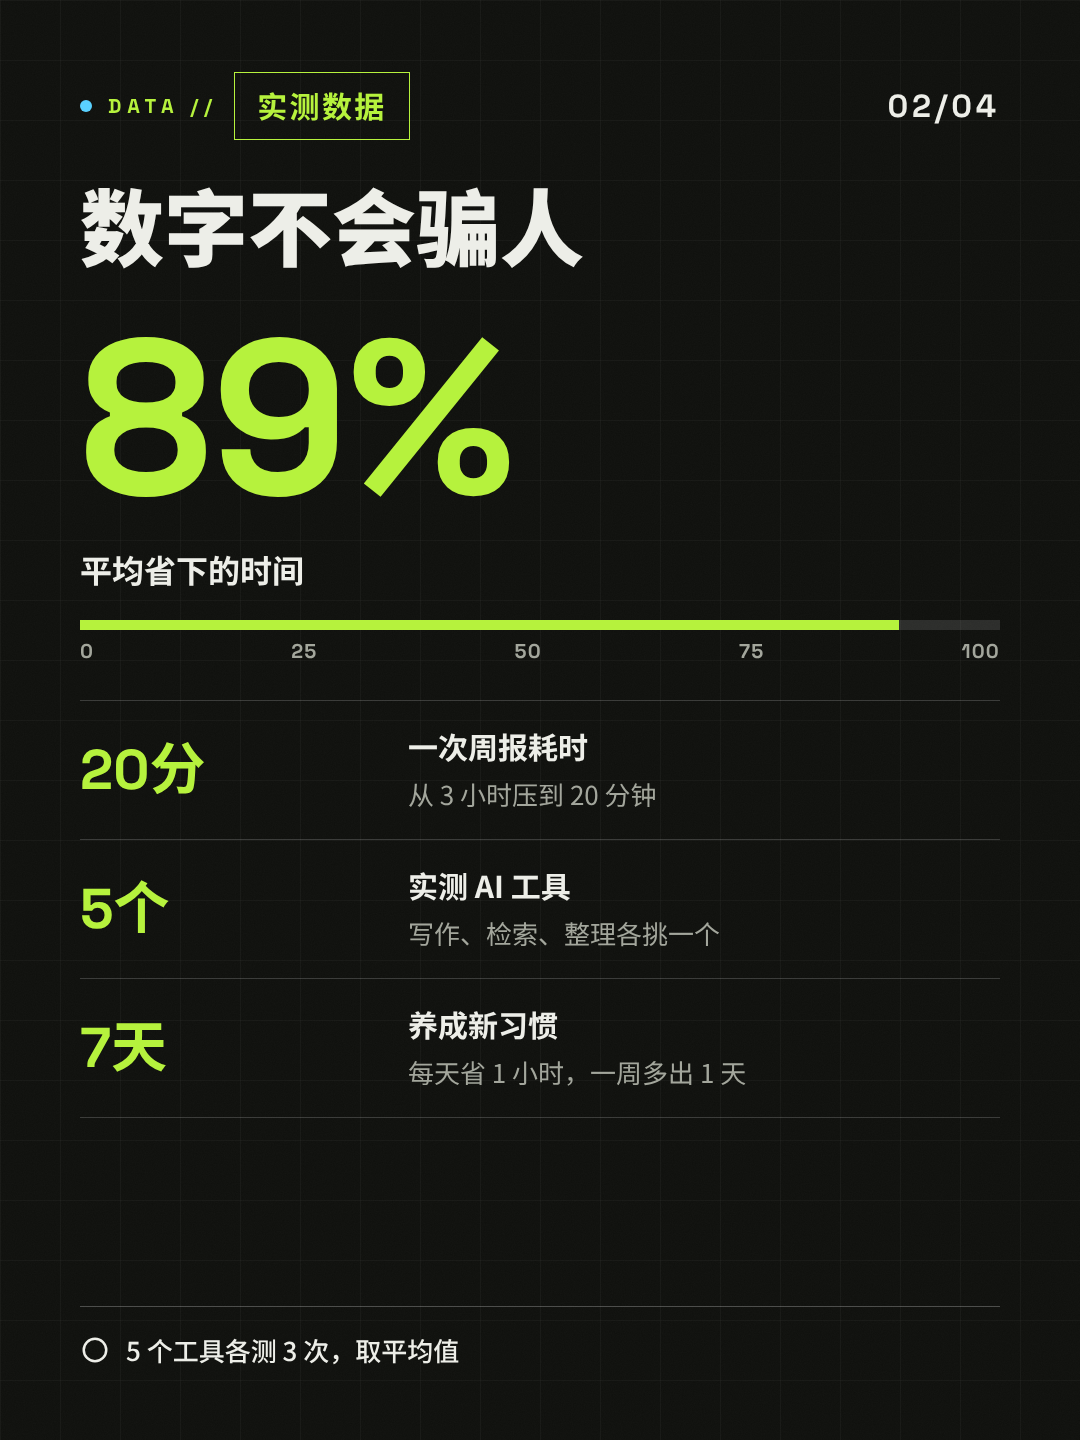 DATA // 实测数据 02/04
数字不会骗人
89%
平均省下的时间
0 25 50 75 100
20分 一次周报耗时
从 3 小时压到 20 分钟
5个 实测 AI 工具
写作、检索、整理各挑一个
7天 养成新习惯
每天省 1 小时，一周多出 1 天
5 个工具各测 3 次，取平均值